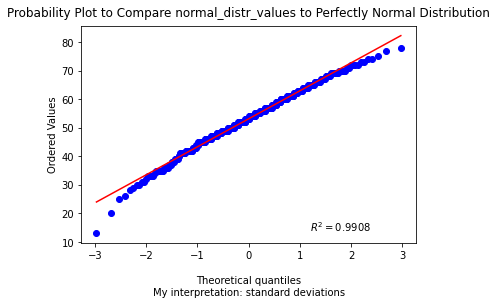 Probability Plot to Compare normal_distr_values to Perfectly Normal Distribution
80
70
60
50
40
30
20
10
Ordered Values
R² = 0.9908
−3 −2 −1 0 1 2 3
Theoretical quantiles
My interpretation: standard deviations